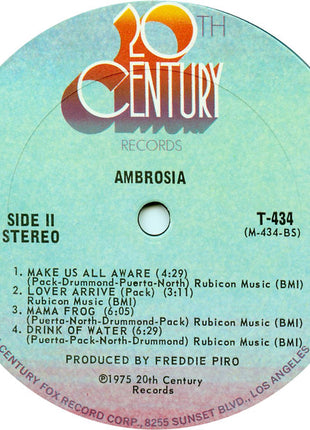 20TH
CENTURY
RECORDS
AMBROSIA
SIDE II
STEREO
T-434
(M-434-BS)
1. MAKE US ALL AWARE (4:29)
(Pack-Drummond-Puerta-North) Rubicon Music (BMI)
2. LOVER ARRIVE (Pack) (3:11)
Rubicon Music (BMI)
3. MAMA FROG (6:05)
(Puerta-North-Drummond-Pack) Rubicon Music (BMI)
4. DRINK OF WATER (6:29)
(Puerta-Pack-North-Drummond) Rubicon Music (BMI)
PRODUCED BY FREDDIE PIRO
℗1975 20th Century
Records
CENTURY FOX RECORD CORP., 8255 SUNSET BLVD., LOS ANGELES